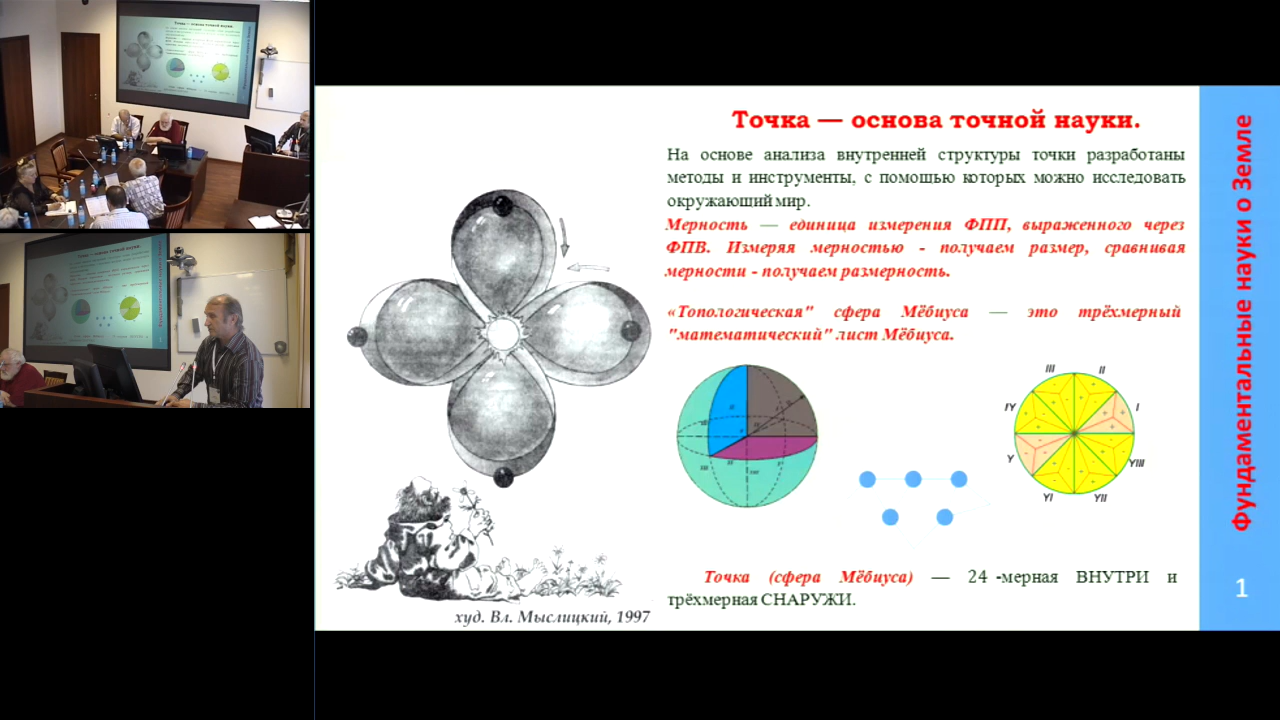 Точка — основа точной науки.
На основе анализа внутренней структуры точки разработаны
методы и инструменты, с помошью которых можно исследовать
окружающий мир.
Мерность — единица измерения ФПП, выраженного через
ФПВ. Измеряя мерностью - получаем размер, сравнивая
мерности - получаем размерность.
«Топологическая" сфера Мёбиуса — это трёхмерный
"математический" лист Мёбиуса.
III
II
IY
I
Y
YIII
YI
YII
Точка (сфера Мёбиуса) — 24 -мерная ВНУТРИ и
трёхмерная СНАРУЖИ.
худ. Вл. Мыслицкий, 1997
Фундаментальные науки о Земле
1